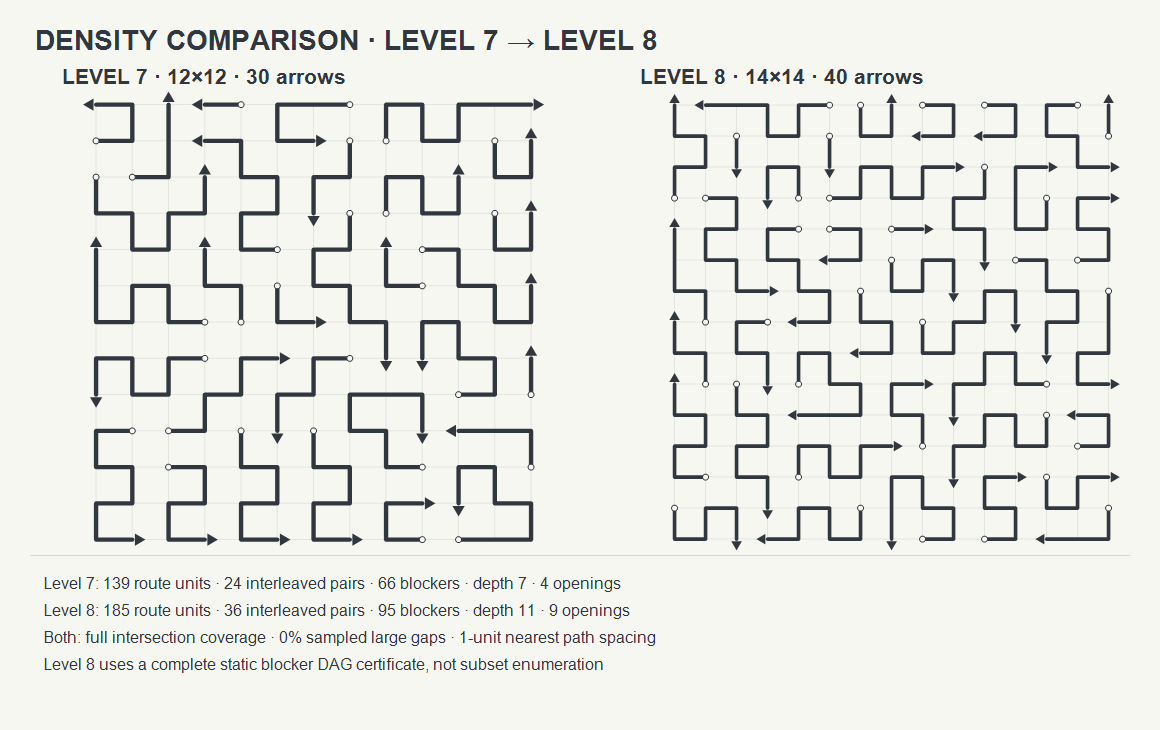 DENSITY COMPARISON · LEVEL 7 → LEVEL 8
LEVEL 7 · 12×12 · 30 arrows
LEVEL 8 · 14×14 · 40 arrows
Level 7: 139 route units · 24 interleaved pairs · 66 blockers · depth 7 · 4 openings
Level 8: 185 route units · 36 interleaved pairs · 95 blockers · depth 11 · 9 openings
Both: full intersection coverage · 0% sampled large gaps · 1-unit nearest path spacing
Level 8 uses a complete static blocker DAG certificate, not subset enumeration